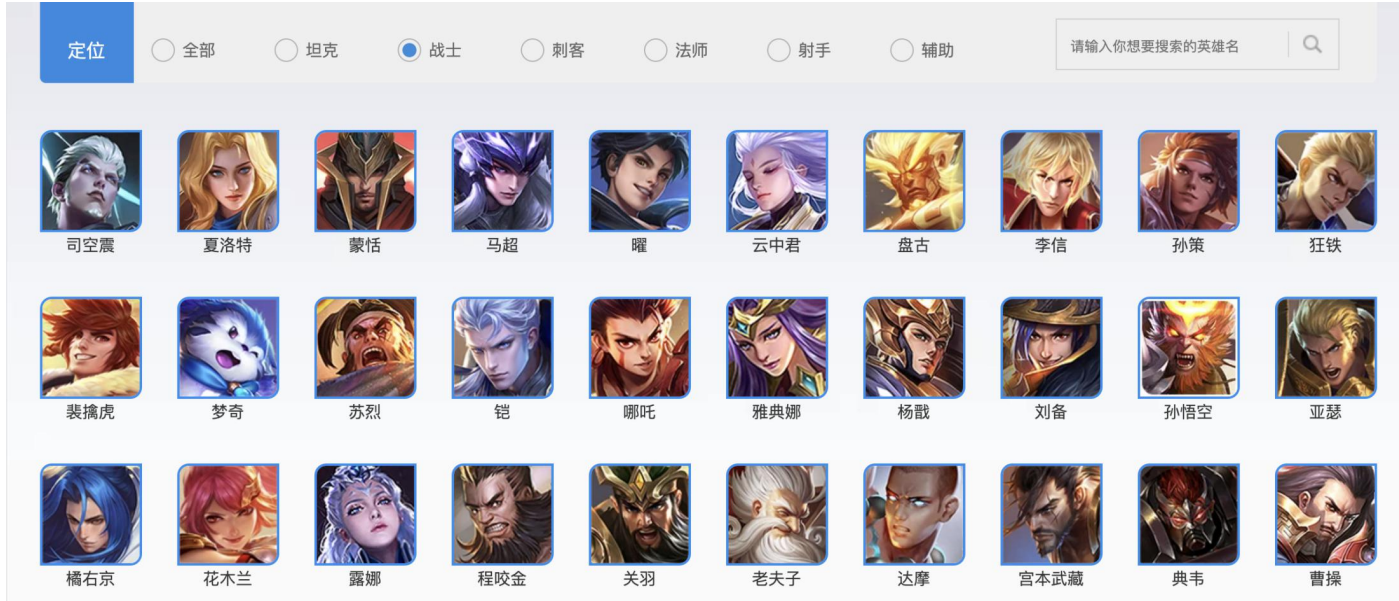 定位 全部 坦克 战士 刺客 法师 射手 辅助 请输入你想要搜索的英雄名
司空震 夏洛特 蒙恬 马超 曜 云中君 盘古 李信 孙策 狂铁
裴擒虎 梦奇 苏烈 铠 哪吒 雅典娜 杨戬 刘备 孙悟空 亚瑟
橘右京 花木兰 露娜 程咬金 关羽 老夫子 达摩 宫本武藏 典韦 曹操